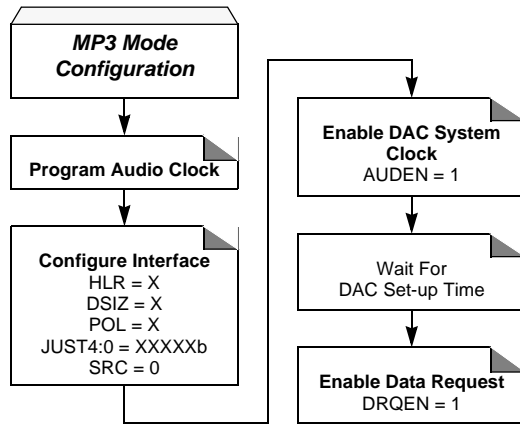 MP3 Mode
Configuration
Program Audio Clock
Configure Interface
HLR = X
DSIZ = X
POL = X
JUST4:0 = XXXXXb
SRC = 0
Enable DAC System
Clock
AUDEN = 1
Wait For
DAC Set-up Time
Enable Data Request
DRQEN = 1